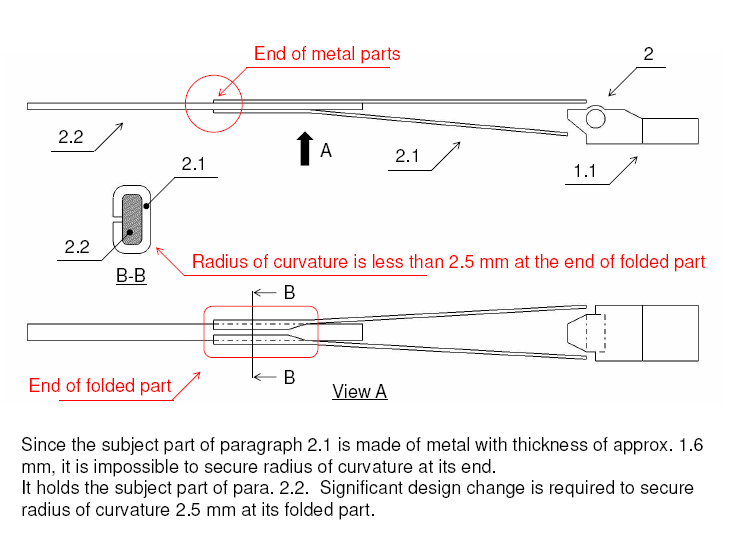 End of metal parts
2
2.2
A
2.1
1.1
2.1
2.2
B-B
Radius of curvature is less than 2.5 mm at the end of folded part
B
End of folded part
B
View A
Since the subject part of paragraph 2.1 is made of metal with thickness of approx. 1.6
mm, it is impossible to secure radius of curvature at its end.
It holds the subject part of para. 2.2.  Significant design change is required to secure
radius of curvature 2.5 mm at its folded part.